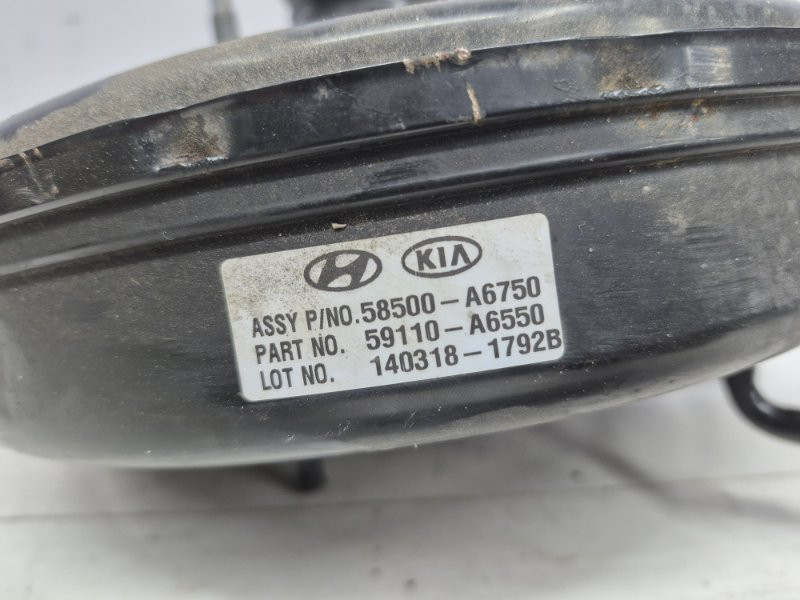 KIA
ASSY P/NO. 58500-A6750
PART NO. 59110-A6550
LOT NO. 140318-1792B